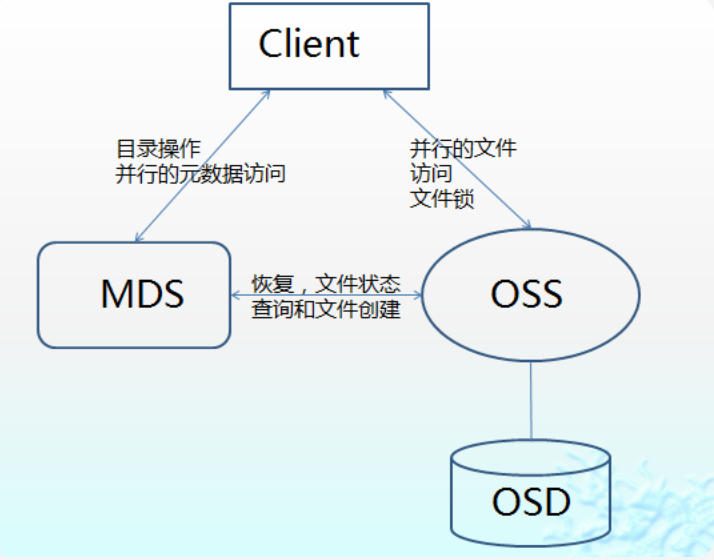 Client
目录操作
并行的元数据访问
并行的文件
访问
文件锁
MDS
恢复，文件状态
查询和文件创建
OSS
OSD